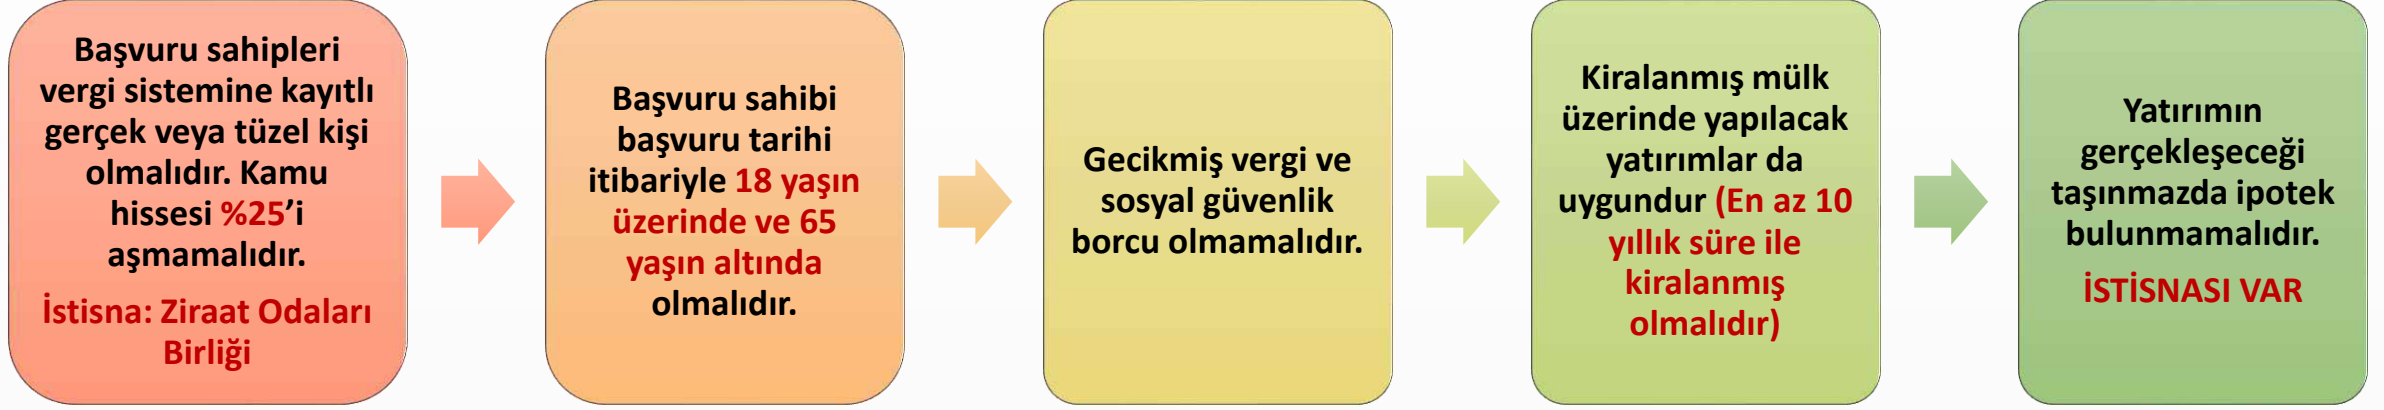 Başvuru sahipleri
vergi sistemine kayıtlı
gerçek veya tüzel kişi
olmalıdır. Kamu
hissesi %25’i
aşmamalıdır.
İstisna: Ziraat Odaları
Birliği
Başvuru sahibi
başvuru tarihi
itibariyle 18 yaşın
üzerinde ve 65
yaşın altında
olmalıdır.
Gecikmiş vergi ve
sosyal güvenlik
borcu olmamalıdır.
Kiralanmış mülk
üzerinde yapılacak
yatırımlar da
uygundur (En az 10
yıllık süre ile
kiralanmış
olmalıdır)
Yatırımın
gerçekleşeceği
taşınmazda ipotek
bulunmamalıdır.
İSTİSNASI VAR